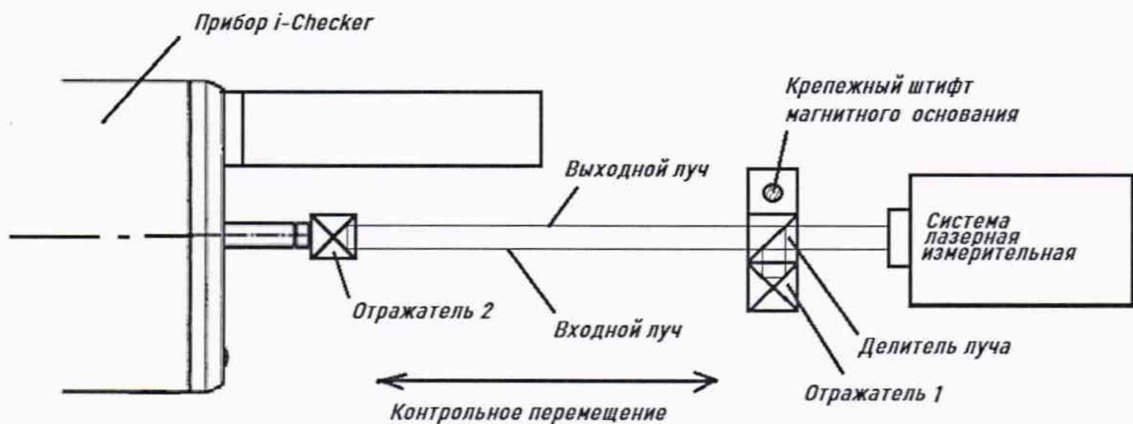 Прибор i-Checker
Крепежный штифт
магнитного основания
Выходной луч
Система
лазерная
измерительная
Отражатель 2
Входной луч
Делитель луча
Отражатель 1
Контрольное перемещение